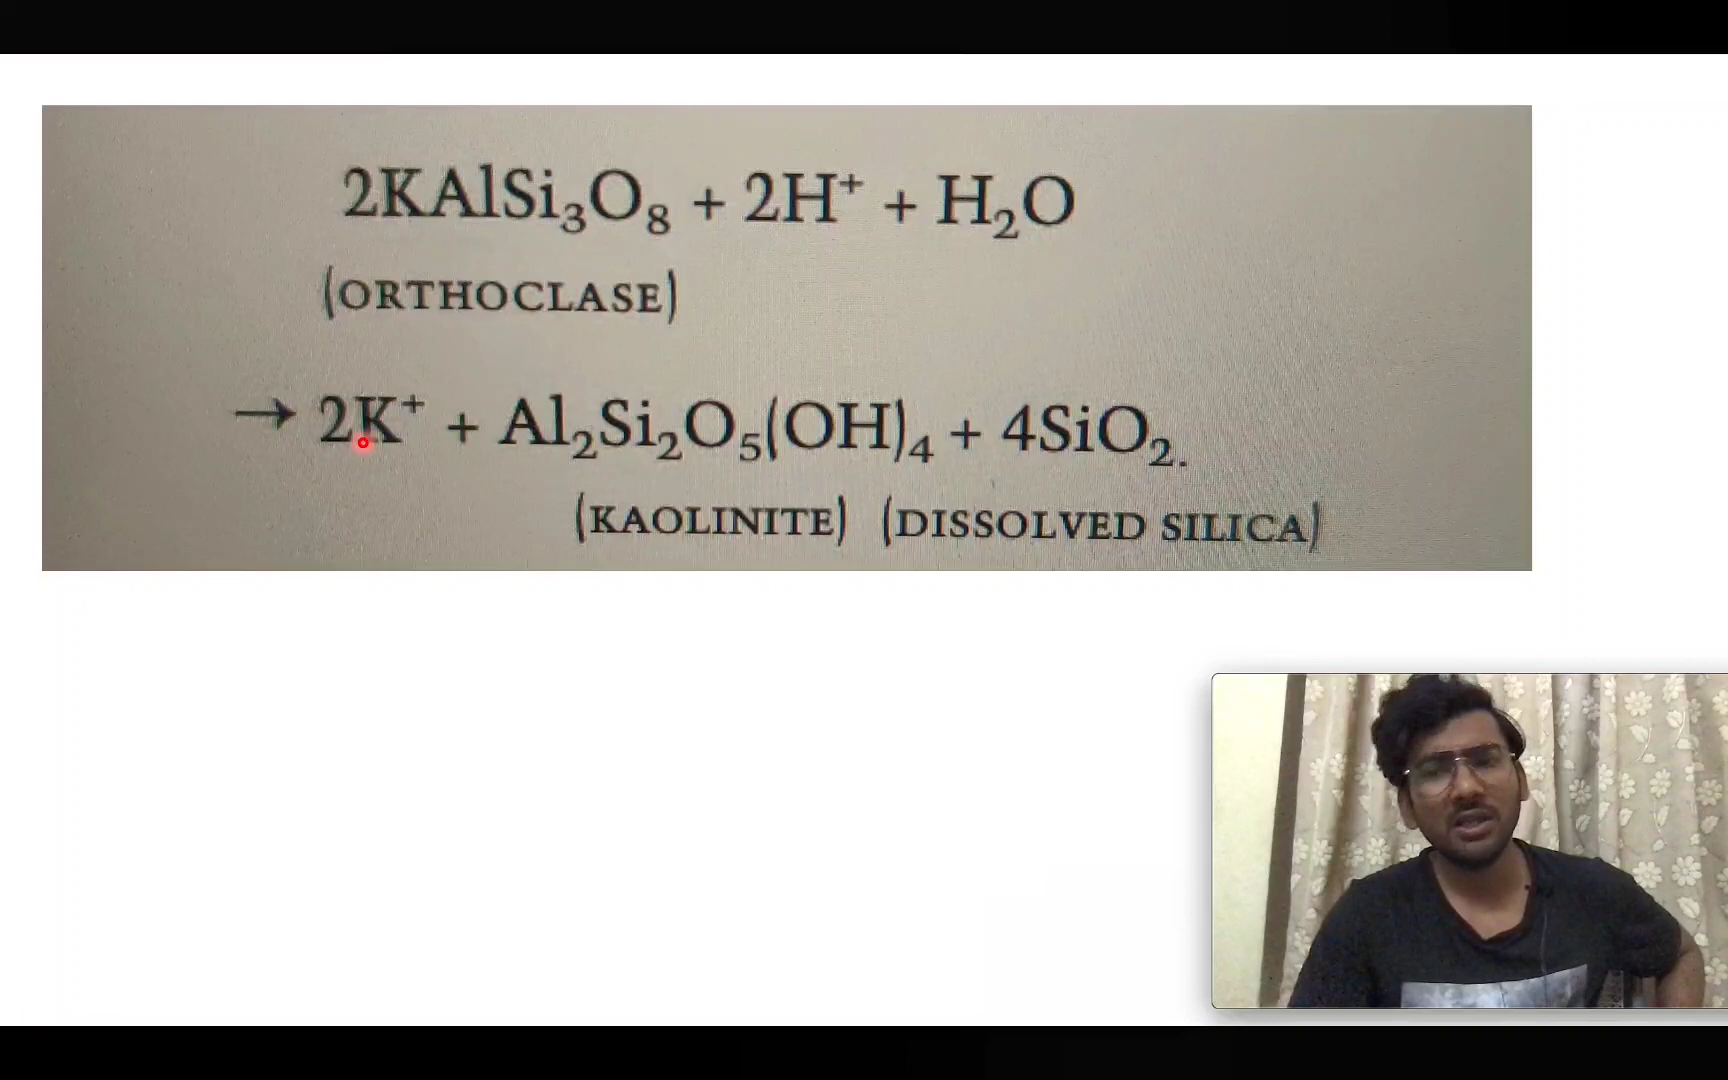 2KAlSi₃O₈ + 2H⁺ + H₂O
(ORTHOCLASE)
→ 2K⁺ + Al₂Si₂O₅(OH)₄ + 4SiO₂.
(KAOLINITE) (DISSOLVED SILICA)